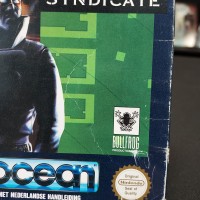 SYNDICATE
BULLFROG
ocean
Original
Nintendo
Seal of
Quality
MET NEDERLANDSE HANDLEIDING